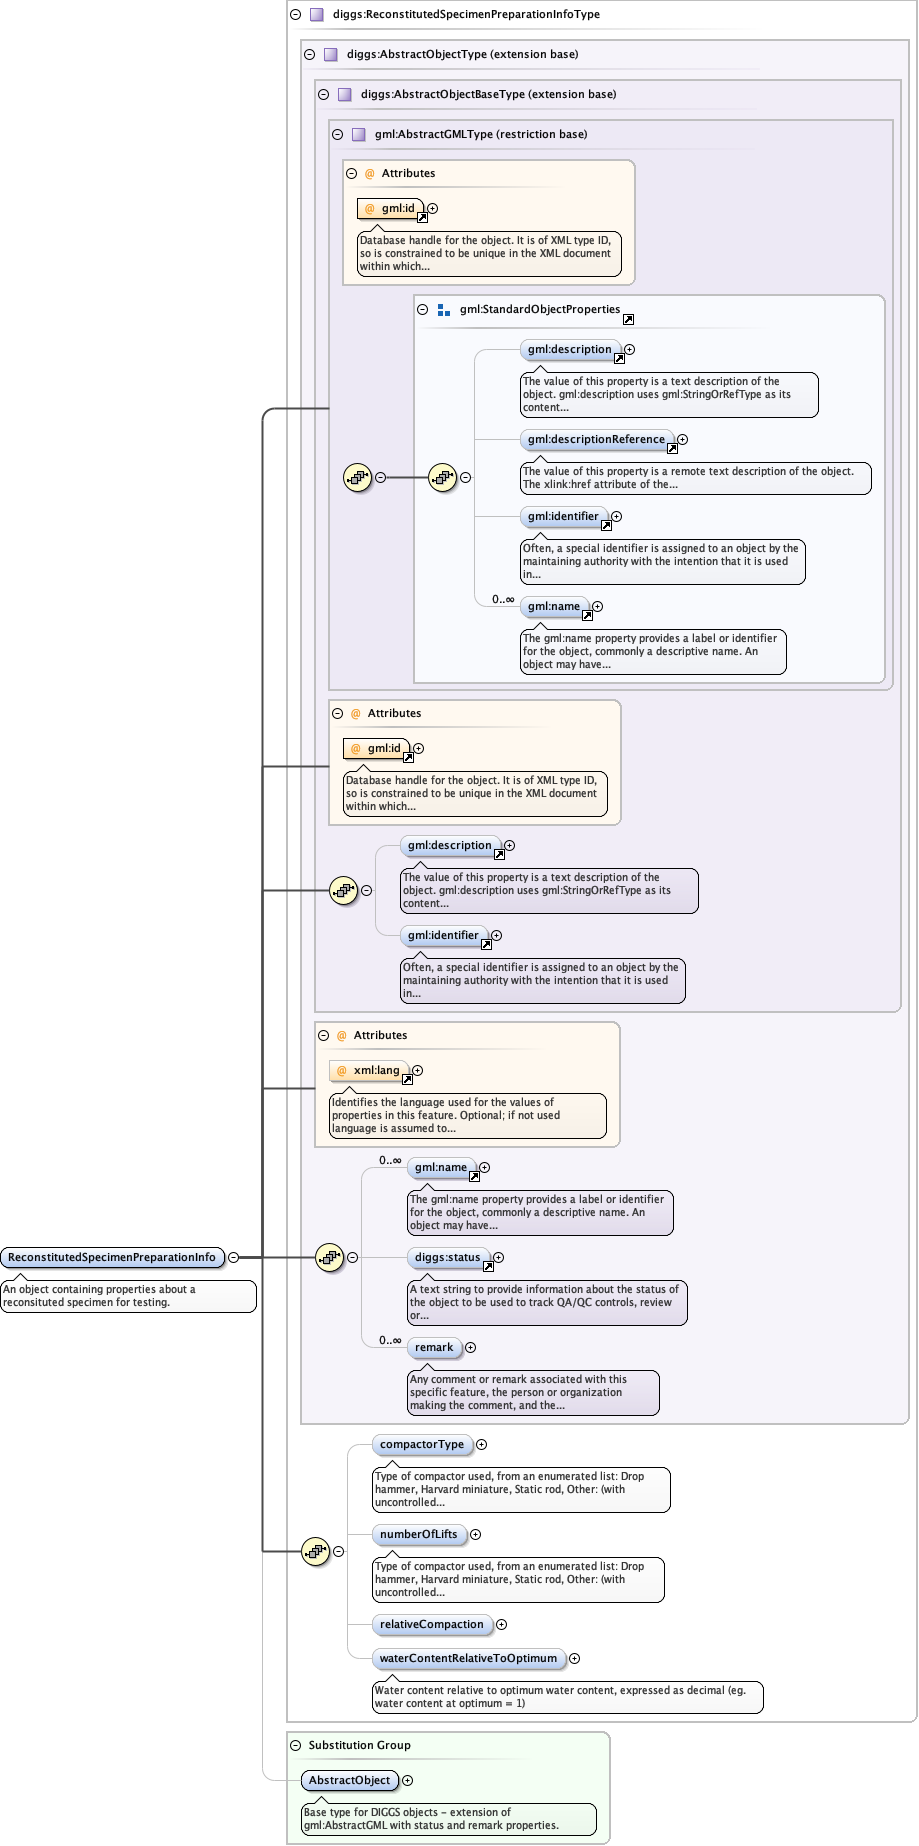 diggs:ReconstitutedSpecimenPreparationInfoType
diggs:AbstractObjectType (extension base)
diggs:AbstractObjectBaseType (extension base)
gml:AbstractGMLType (restriction base)
@ Attributes
@ gml:id
Database handle for the object. It is of XML type ID,
so is constrained to be unique in the XML document
within which...
gml:StandardObjectProperties
gml:description
The value of this property is a text description of the
object. gml:description uses gml:StringOrRefType as its
content...
gml:descriptionReference
The value of this property is a remote text description of the object.
The xlink:href attribute of the...
gml:identifier
Often, a special identifier is assigned to an object by the
maintaining authority with the intention that it is used
in...
0..∞
gml:name
The gml:name property provides a label or identifier
for the object, commonly a descriptive name. An
object may have...
@ Attributes
@ gml:id
Database handle for the object. It is of XML type ID,
so is constrained to be unique in the XML document
within which...
gml:description
The value of this property is a text description of the
object. gml:description uses gml:StringOrRefType as its
content...
gml:identifier
Often, a special identifier is assigned to an object by the
maintaining authority with the intention that it is used
in...
@ Attributes
@ xml:lang
Identifies the language used for the values of
properties in this feature. Optional; if not used
language is assumed to...
0..∞
gml:name
The gml:name property provides a label or identifier
for the object, commonly a descriptive name. An
object may have...
ReconstitutedSpecimenPreparationInfo
An object containing properties about a
reconsituted specimen for testing.
diggs:status
A text string to provide information about the status of
the object to be used to track QA/QC controls, review
or...
0..∞
remark
Any comment or remark associated with this
specific feature, the person or organization
making the comment, and the...
compactorType
Type of compactor used, from an enumerated list: Drop
hammer, Harvard miniature, Static rod, Other: (with
uncontrolled...
numberOfLifts
Type of compactor used, from an enumerated list: Drop
hammer, Harvard miniature, Static rod, Other: (with
uncontrolled...
relativeCompaction
waterContentRelativeToOptimum
Water content relative to optimum water content, expressed as decimal (eg.
water content at optimum = 1)
Substitution Group
AbstractObject
Base type for DIGGS objects - extension of
gml:AbstractGML with status and remark properties.